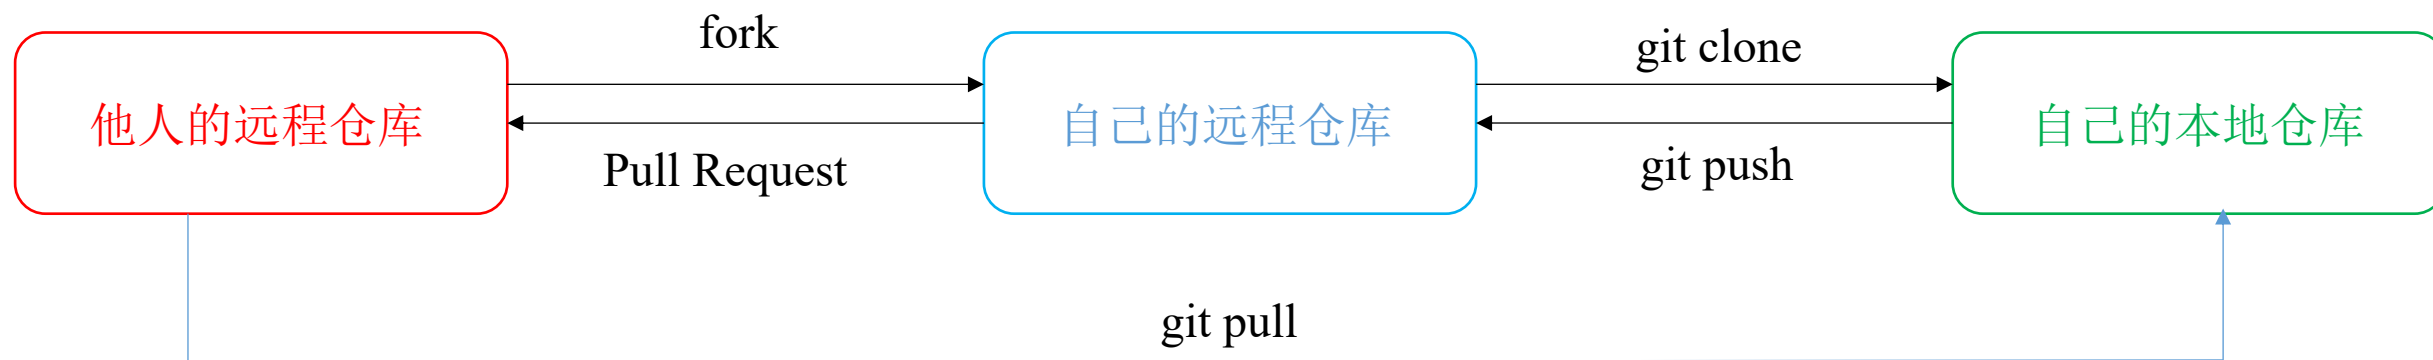 fork
git clone
他人的远程仓库
自己的远程仓库
自己的本地仓库
Pull Request
git push
git pull